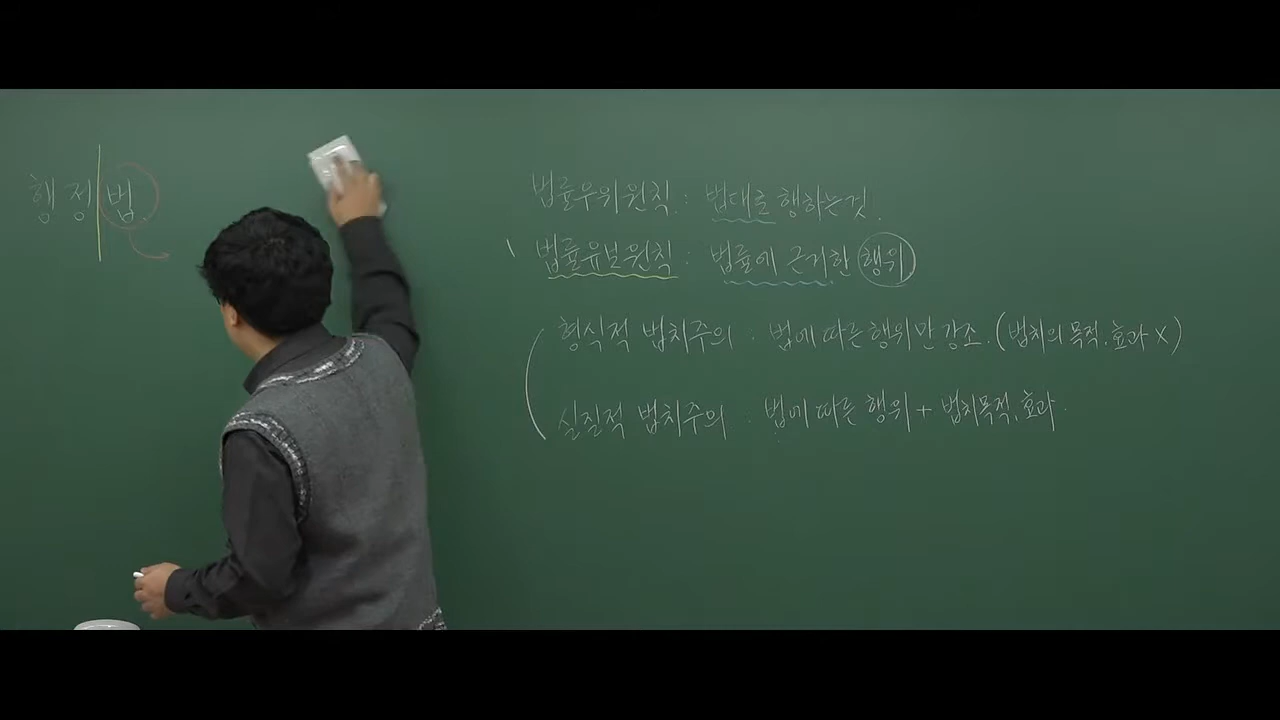 행정법
법률우위원칙 : 법대로 행하는것.
법률유보원칙 : 법률에 근거한 행위
형식적 법치주의 : 법에 따른 행위만 강조. (법치의 목적, 효과 X)
실질적 법치주의 : 법에 따른 행위 + 법치목적, 효과.